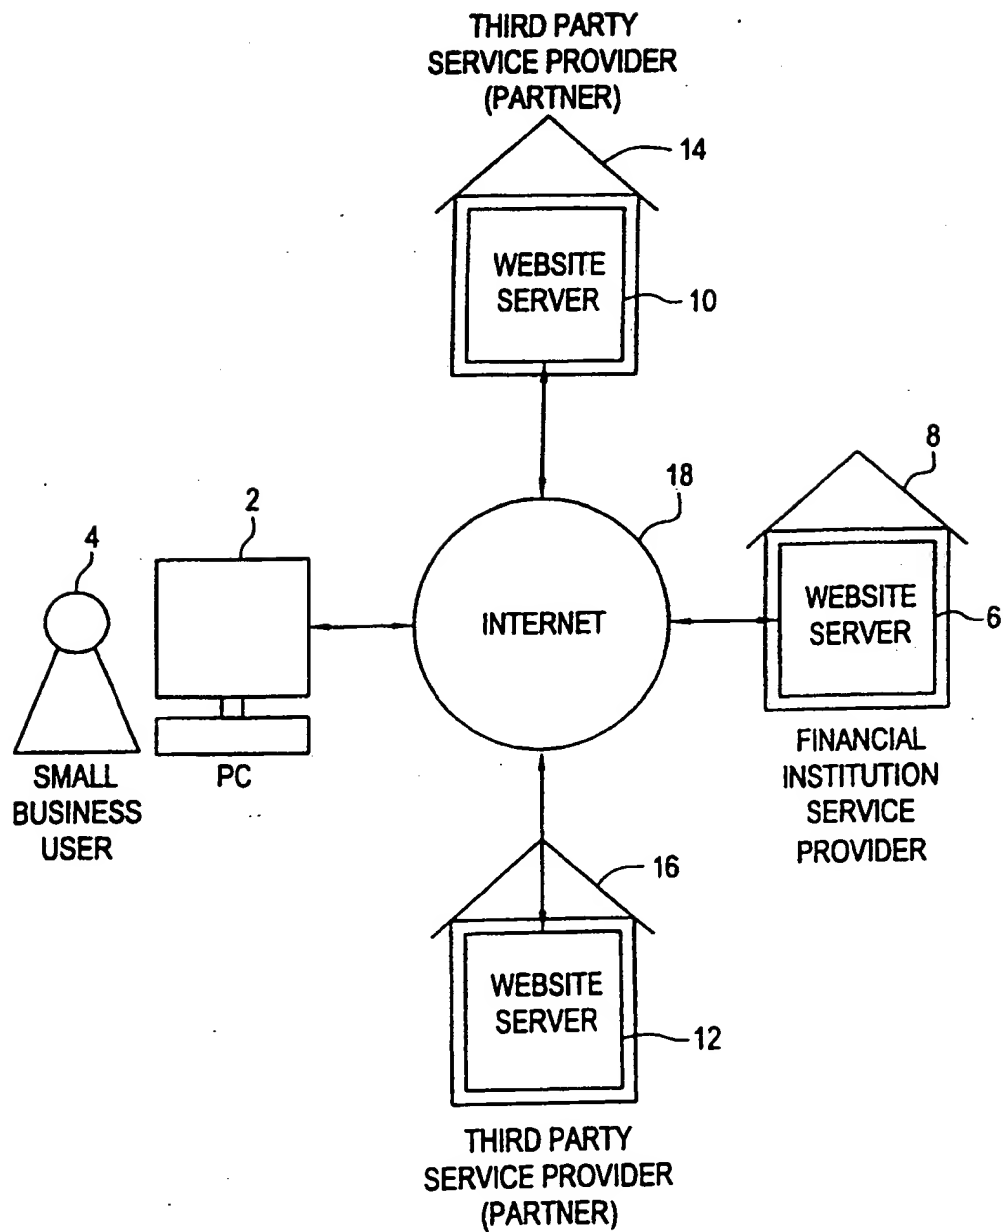 THIRD PARTY
SERVICE PROVIDER
(PARTNER)
14
WEBSITE
SERVER
10
8
18
2
4
INTERNET
WEBSITE
SERVER
6
SMALL
BUSINESS
USER
PC
FINANCIAL
INSTITUTION
SERVICE
PROVIDER
16
WEBSITE
SERVER
12
THIRD PARTY
SERVICE PROVIDER
(PARTNER)